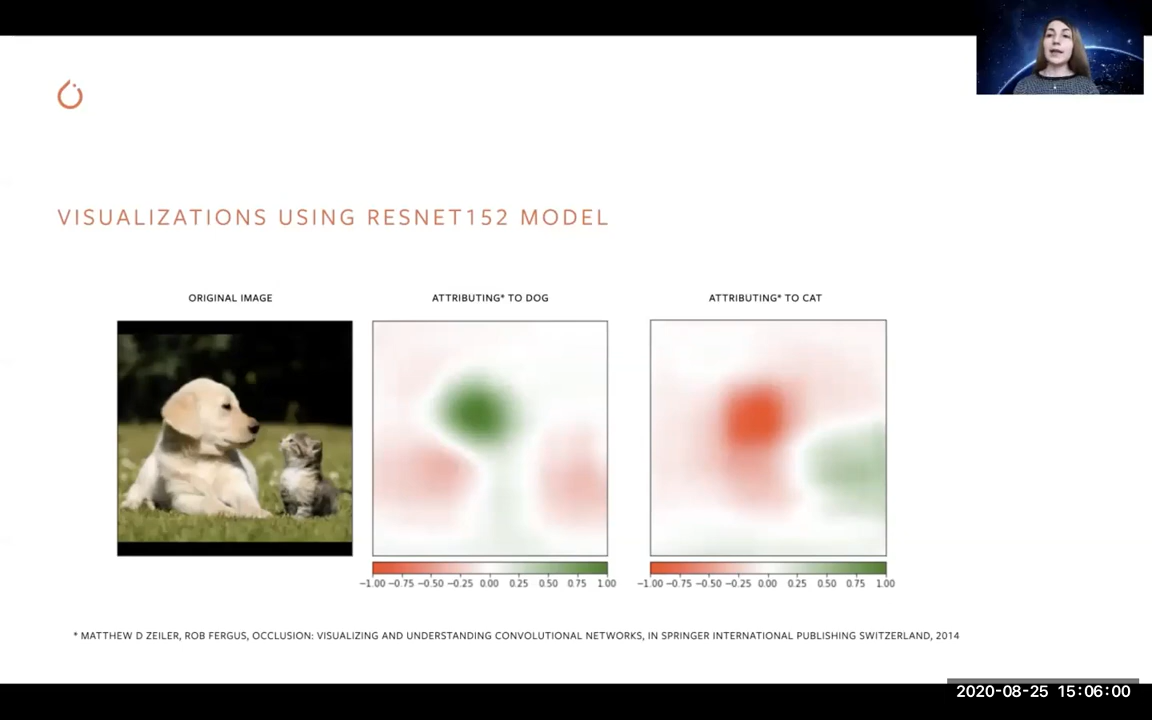 VISUALIZATIONS USING RESNET152 MODEL
ORIGINAL IMAGE
ATTRIBUTING* TO DOG
ATTRIBUTING* TO CAT
−1.00 −0.75 −0.50 −0.25 0.00 0.25 0.50 0.75 1.00
−1.00 −0.75 −0.50 −0.25 0.00 0.25 0.50 0.75 1.00
* MATTHEW D ZEILER, ROB FERGUS, OCCLUSION: VISUALIZING AND UNDERSTANDING CONVOLUTIONAL NETWORKS, IN SPRINGER INTERNATIONAL PUBLISHING SWITZERLAND, 2014
2020-08-25 15:06:00